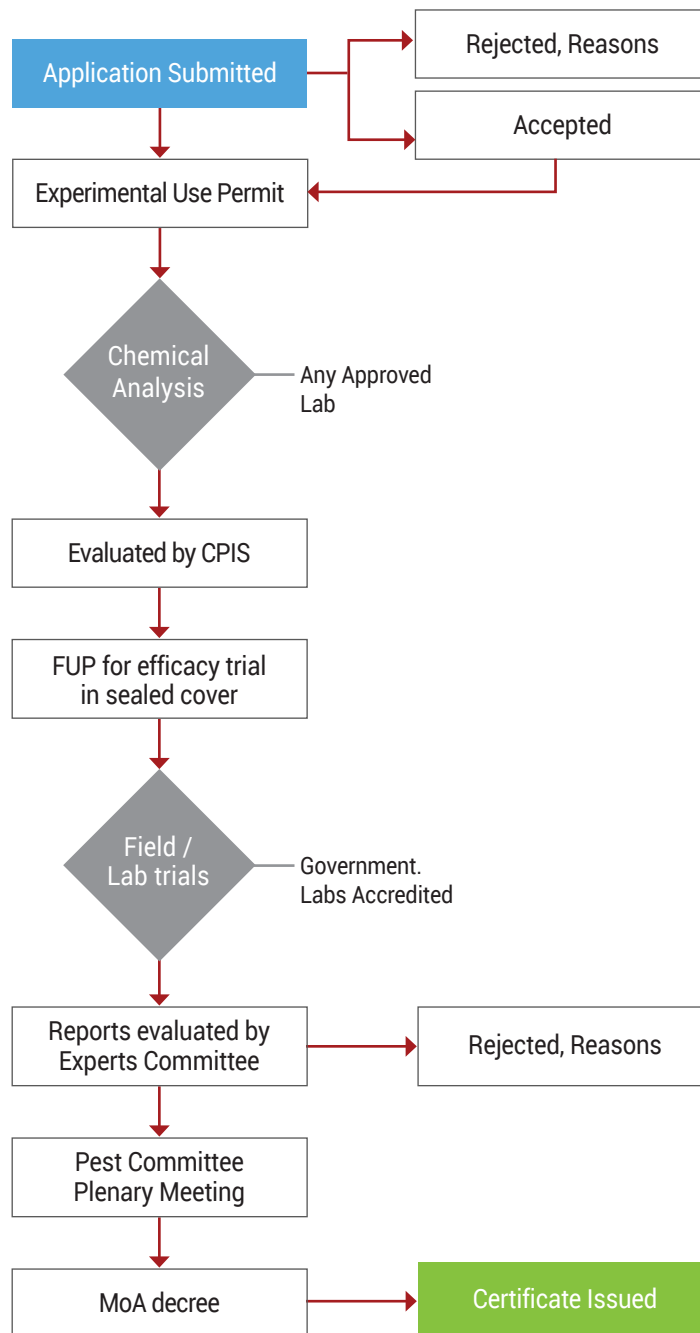 Application Submitted
Rejected, Reasons
Accepted
Experimental Use Permit
Chemical
Analysis
Any Approved
Lab
Evaluated by CPIS
FUP for efficacy trial
in sealed cover
Field /
Lab trials
Government.
Labs Accredited
Reports evaluated by
Experts Committee
Rejected, Reasons
Pest Committee
Plenary Meeting
MoA decree
Certificate Issued